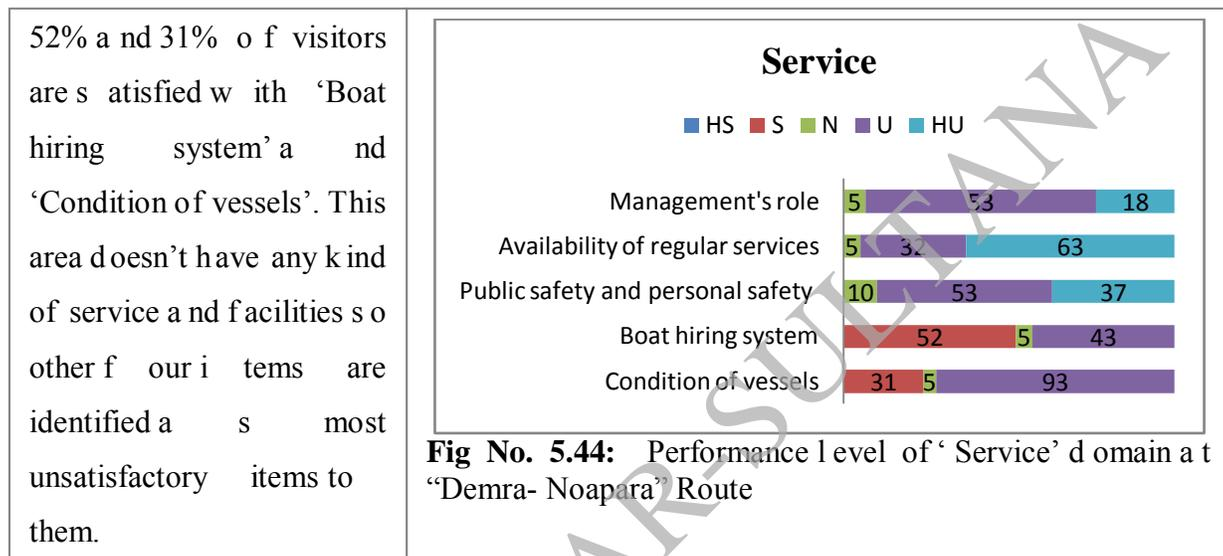 52% a nd 31% o f visitors
are s atisfied w ith ‘Boat
hiring system’ a nd
‘Condition of vessels’. This
area d oesn’t h ave any k ind
of service a nd f acilities s o
other f our i tems are
identified a s most
unsatisfactory items to
them.
Service
HS S N U HU
Management's role 5 53 18
Availability of regular services 5 32 63
Public safety and personal safety 10 53 37
Boat hiring system 52 5 43
Condition of vessels 31 5 93
Fig No. 5.44: Performance l evel of ‘ Service’ d omain a t
“Demra- Noapara” Route
AR-SULTANA